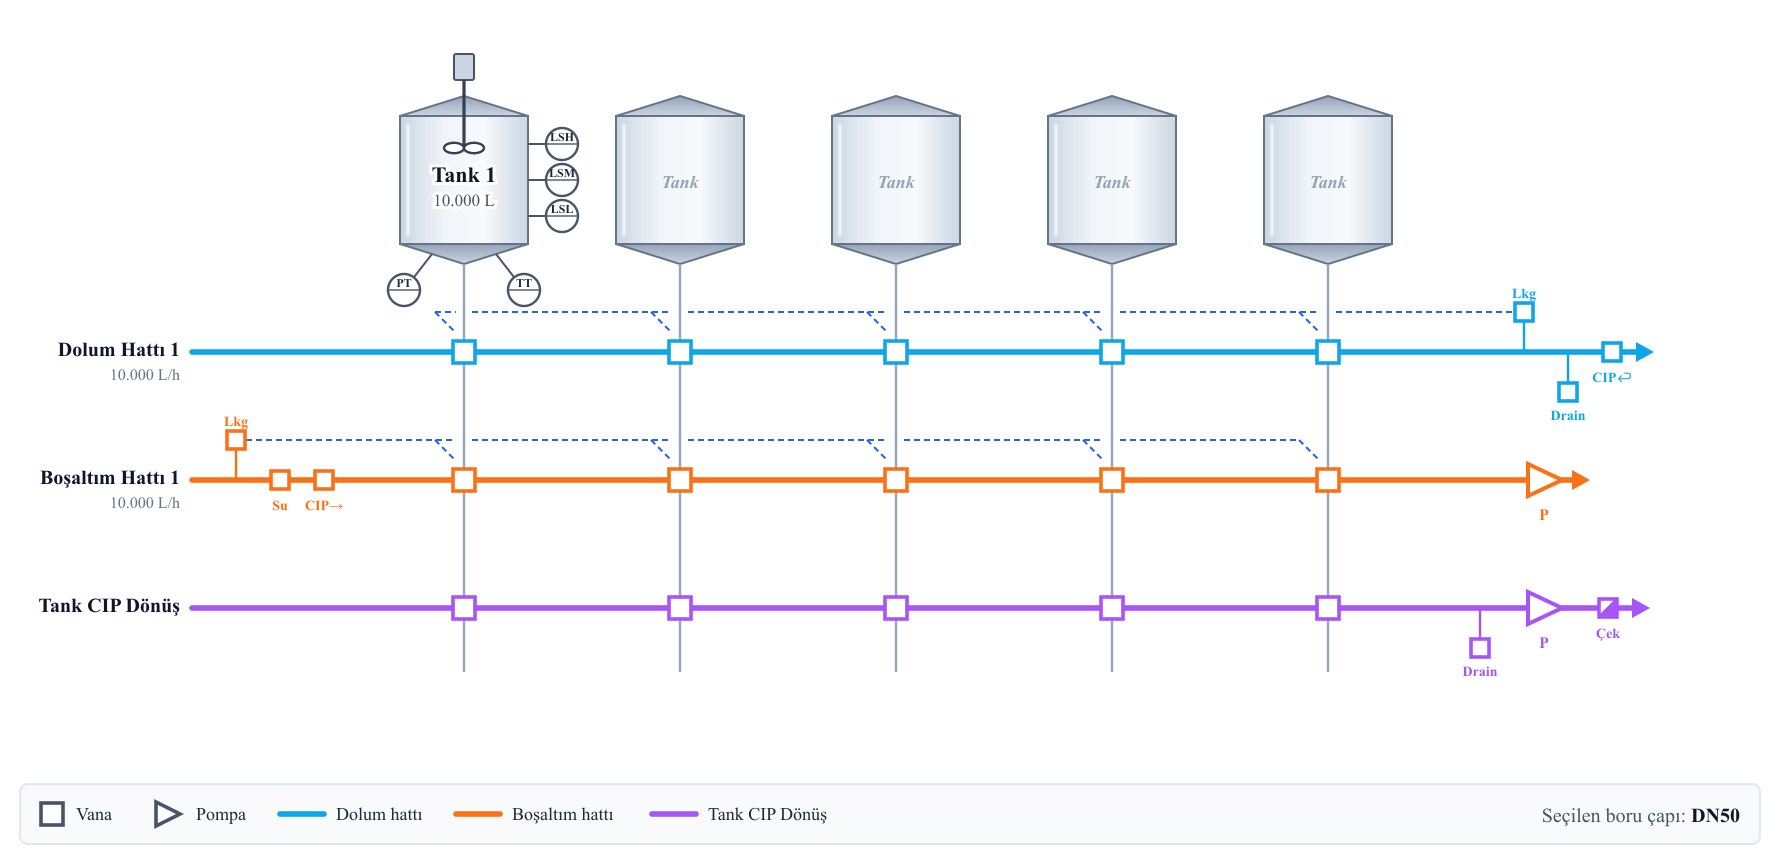 LSH
Tank 1
10.000 L
LSM
LSL
Tank
Tank
Tank
Tank
PT
TT
Lkg
Dolum Hattı 1
10.000 L/h
CIP↩
Drain
Lkg
Boşaltım Hattı 1
10.000 L/h
Su
CIP→
P
Tank CIP Dönüş
P
Çek
Drain
Vana
Pompa
Dolum hattı
Boşaltım hattı
Tank CIP Dönüş
Seçilen boru çapı: DN50